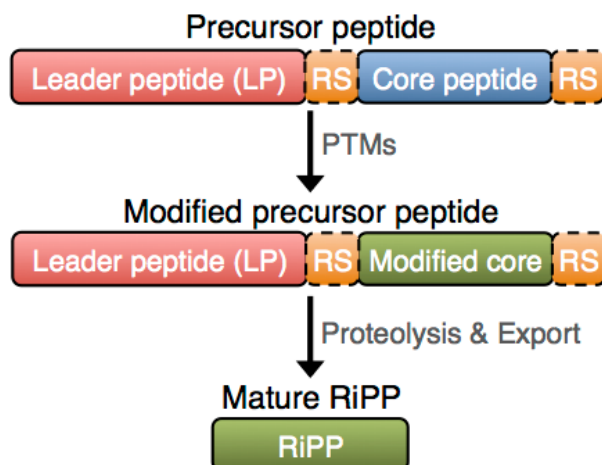 Precursor peptide
Leader peptide (LP) RS Core peptide RS
PTMs
Modified precursor peptide
Leader peptide (LP) RS Modified core RS
Proteolysis & Export
Mature RiPP
RiPP